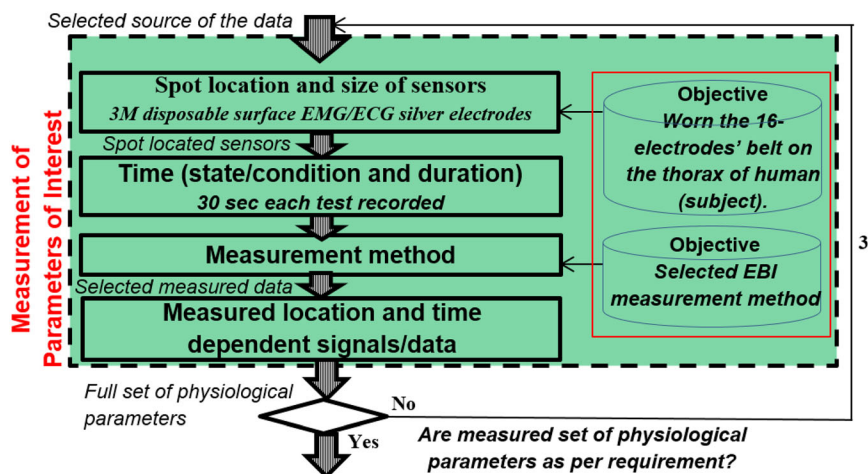 Selected source of the data
Measurement of
Parameters of Interest
Spot location and size of sensors
3M disposable surface EMG/ECG silver electrodes
Spot located sensors
Time (state/condition and duration)
30 sec each test recorded
Measurement method
Selected measured data
Measured location and time
dependent signals/data
Objective
Worn the 16-
electrodes' belt on
the thorax of human
(subject).
Objective
Selected EBI
measurement method
3
Full set of physiological
parameters
No
Yes
Are measured set of physiological
parameters as per requirement?